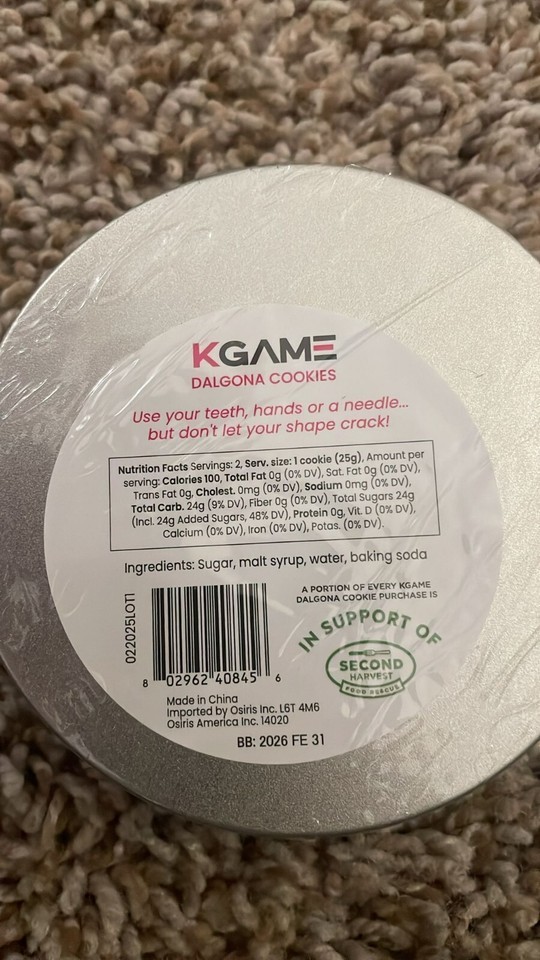 KGAME
DALGONA COOKIES
Use your teeth, hands or a needle...
but don't let your shape crack!
Nutrition Facts Servings: 2, Serv. size: 1 cookie (25g), Amount per
serving: Calories 100, Total Fat 0g (0% DV), Sat. Fat 0g (0% DV),
Trans Fat 0g, Cholest. 0mg (0% DV), Sodium 0mg (0% DV),
Total Carb. 24g (9% DV), Fiber 0g (0% DV), Total Sugars 24g
(Incl. 24g Added Sugars, 48% DV), Protein 0g, Vit. D (0% DV),
Calcium (0% DV), Iron (0% DV), Potas. (0% DV).
Ingredients: Sugar, malt syrup, water, baking soda
022025LOT1
8 02962 40845 6
A PORTION OF EVERY KGAME
DALGONA COOKIE PURCHASE IS
IN SUPPORT OF
SECOND
HARVEST
FOOD RESCUE
Made in China
Imported by Osiris Inc. L6T 4M6
Osiris America Inc. 14020
BB: 2026 FE 31